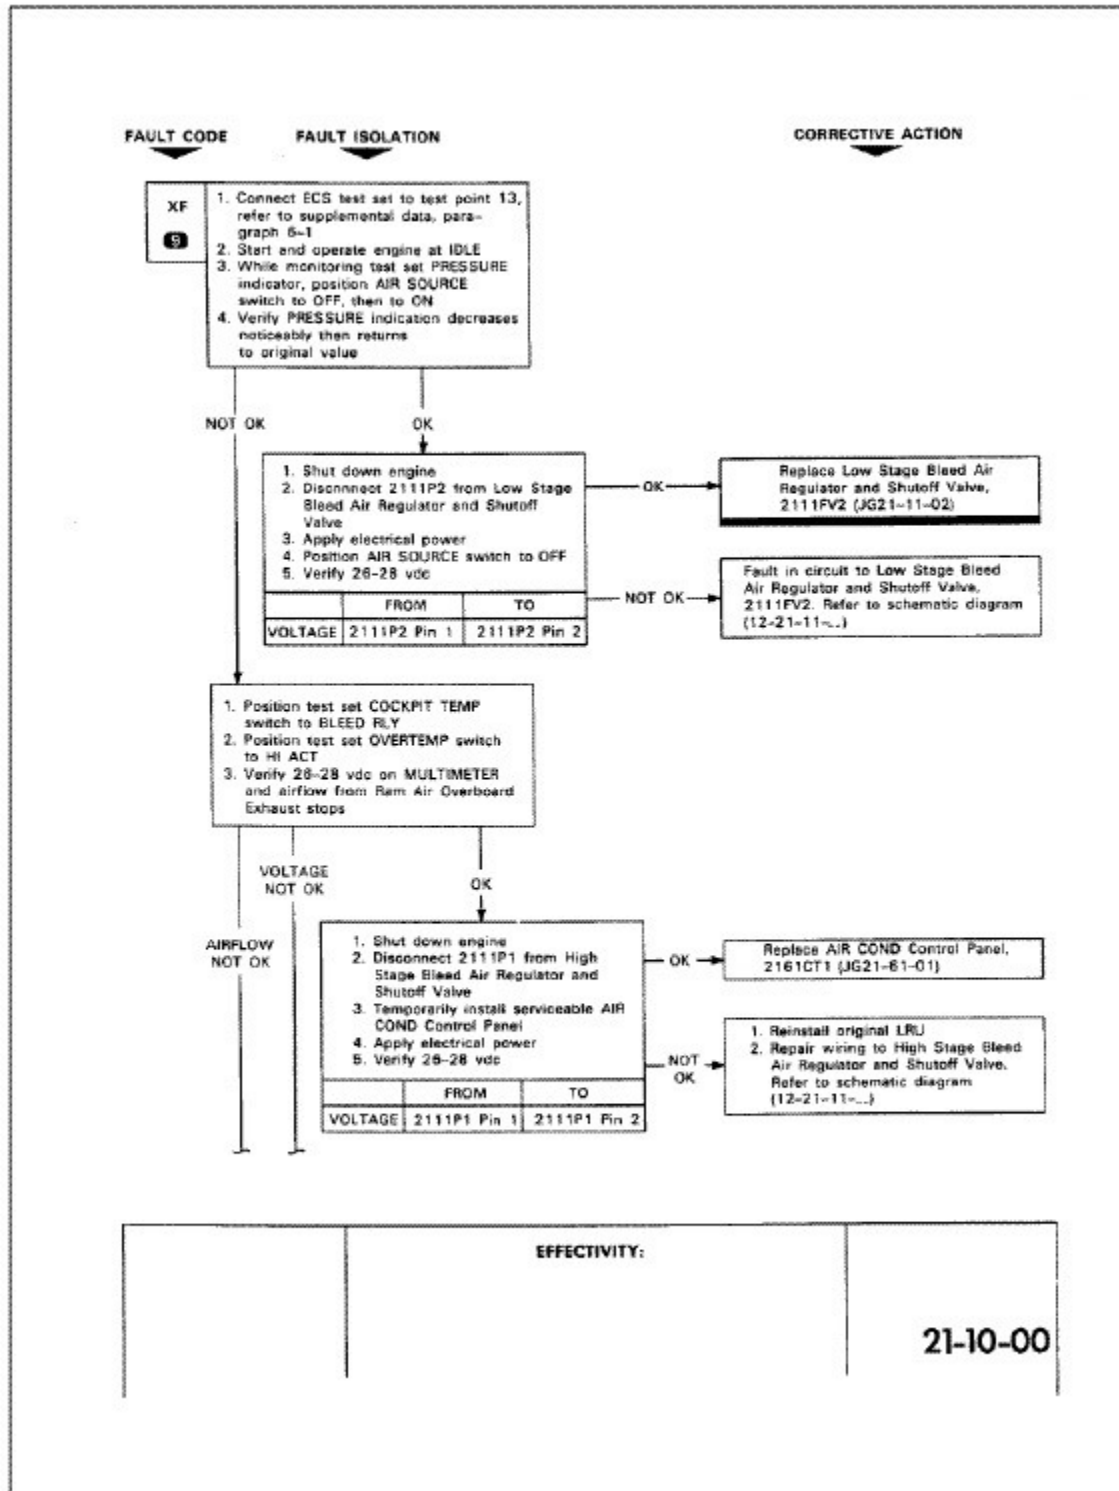 FAULT CODE
FAULT ISOLATION
CORRECTIVE ACTION
XF
1. Connect ECS test set to test point 13,
refer to supplemental data, para-
graph 6-1
2. Start and operate engine at IDLE
3. While monitoring test set PRESSURE
indicator, position AIR SOURCE
switch to OFF, then to ON
4. Verify PRESSURE indication decreases
noticeably then returns
to original value
NOT OK
OK
1. Shut down engine
2. Disconnnect 2111P2 from Low Stage
Bleed Air Regulator and Shutoff
Valve
3. Apply electrical power
4. Position AIR SOURCE switch to OFF
5. Verify 26-28 vdc
FROM
TO
VOLTAGE
2111P2 Pin 1
2111P2 Pin 2
OK
Replace Low Stage Bleed Air
Regulator and Shutoff Valve,
2111FV2 (JG21-11-02)
NOT OK
Fault in circuit to Low Stage Bleed
Air Regulator and Shutoff Valve,
2111FV2. Refer to schematic diagram
(12-21-11-...)
1. Position test set COCKPIT TEMP
switch to BLEED RLY
2. Position test set OVERTEMP switch
to HI ACT
3. Verify 26-28 vdc on MULTIMETER
and airflow from Ram Air Overboard
Exhaust stops
AIRFLOW
NOT OK
VOLTAGE
NOT OK
OK
1. Shut down engine
2. Disconnect 2111P1 from High
Stage Bleed Air Regulator and
Shutoff Valve
3. Temporarily install serviceable AIR
COND Control Panel
4. Apply electrical power
5. Verify 26-28 vdc
FROM
TO
VOLTAGE
2111P1 Pin 1
2111P1 Pin 2
OK
Replace AIR COND Control Panel,
2161CT1 (JG21-61-01)
NOT
OK
1. Reinstall original LRU
2. Repair wiring to High Stage Bleed
Air Regulator and Shutoff Valve.
Refer to schematic diagram
(12-21-11-...)
EFFECTIVITY:
21-10-00